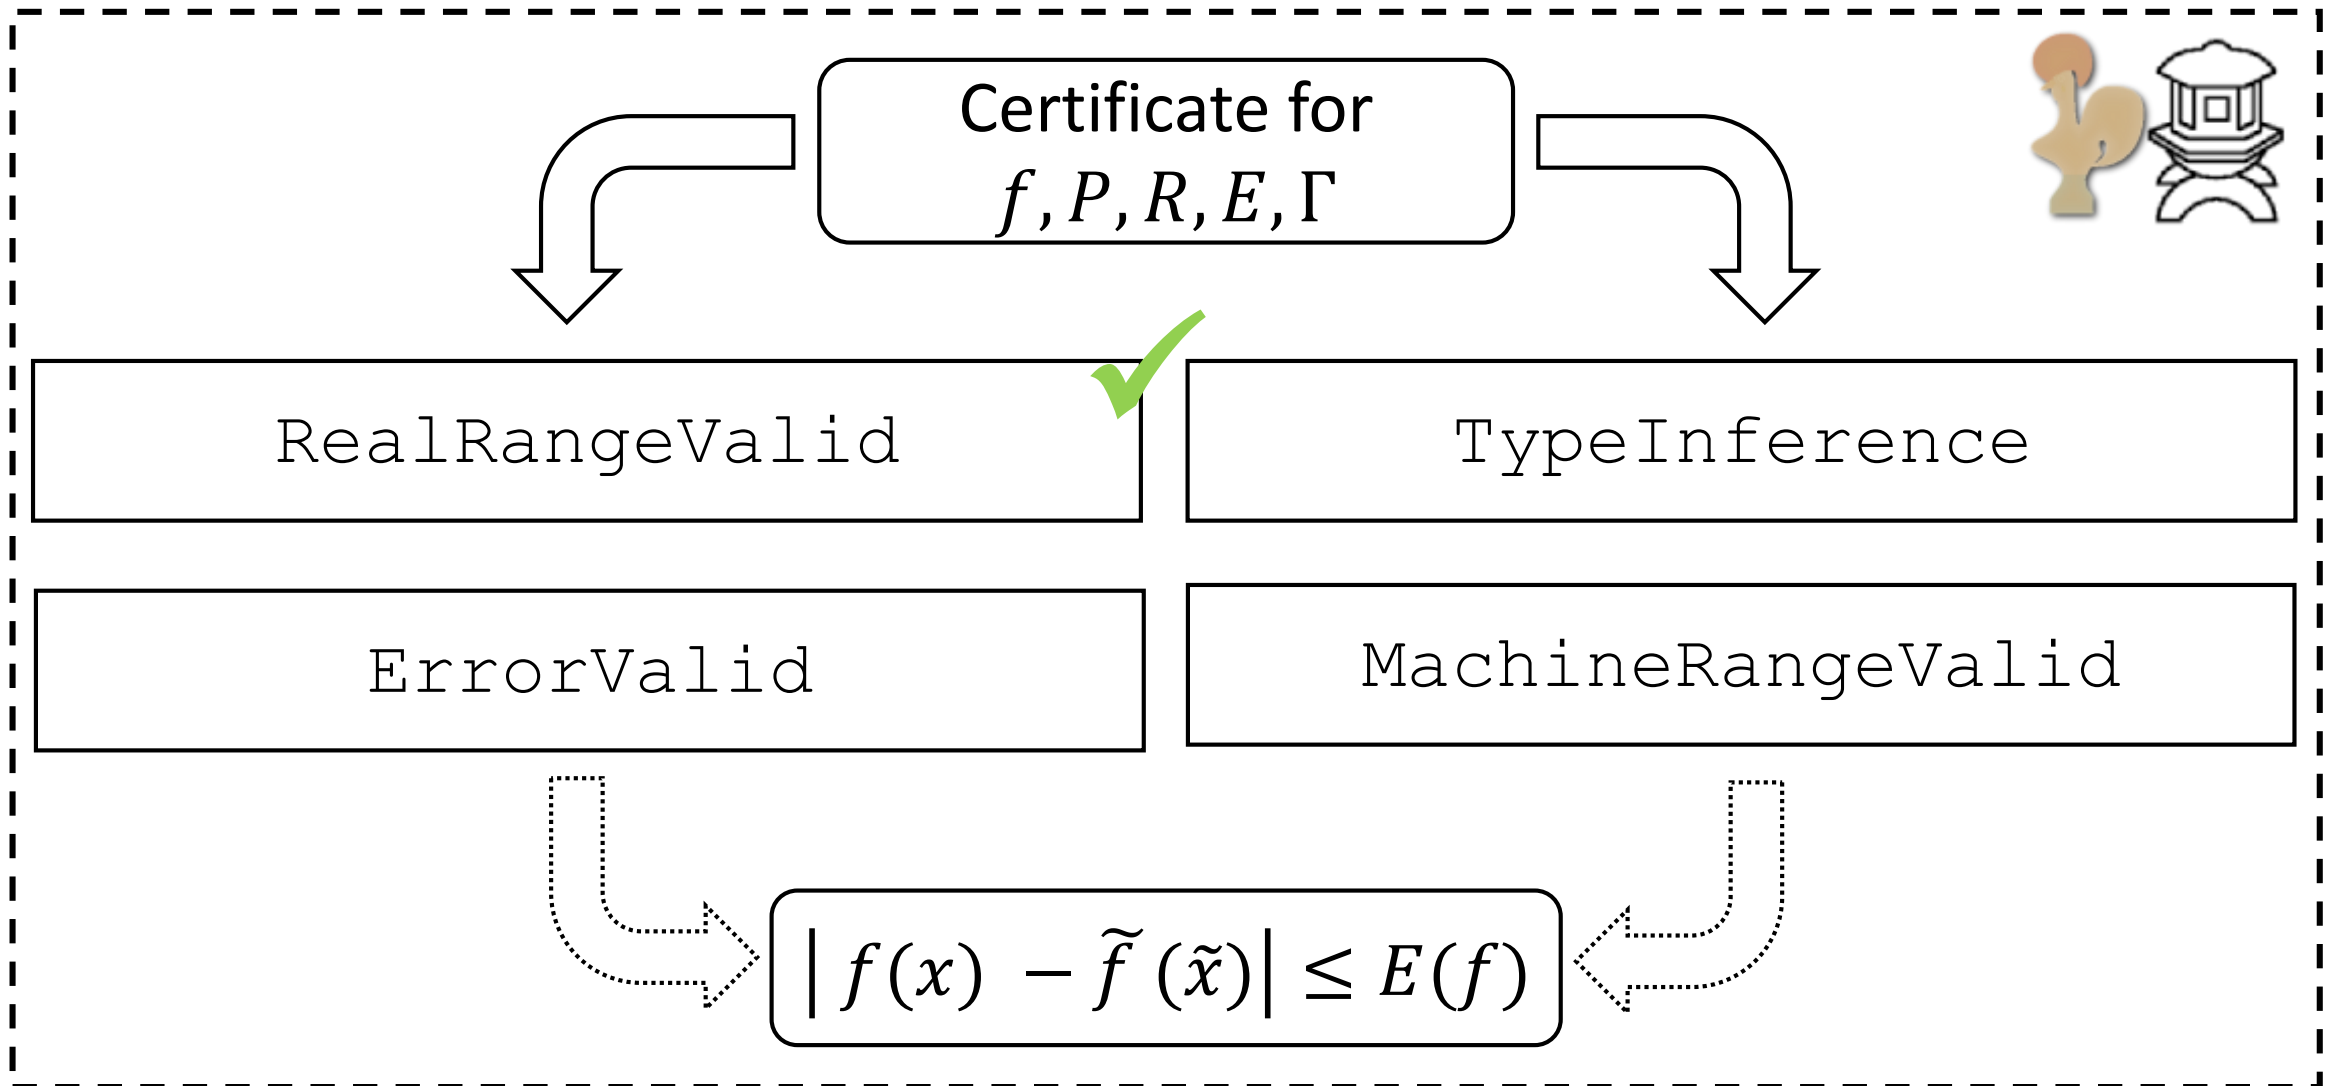 Certificate for
f, P, R, E, Γ
RealRangeValid
TypeInference
ErrorValid
MachineRangeValid
|f(x) − f̃(x̃)| ≤ E(f)